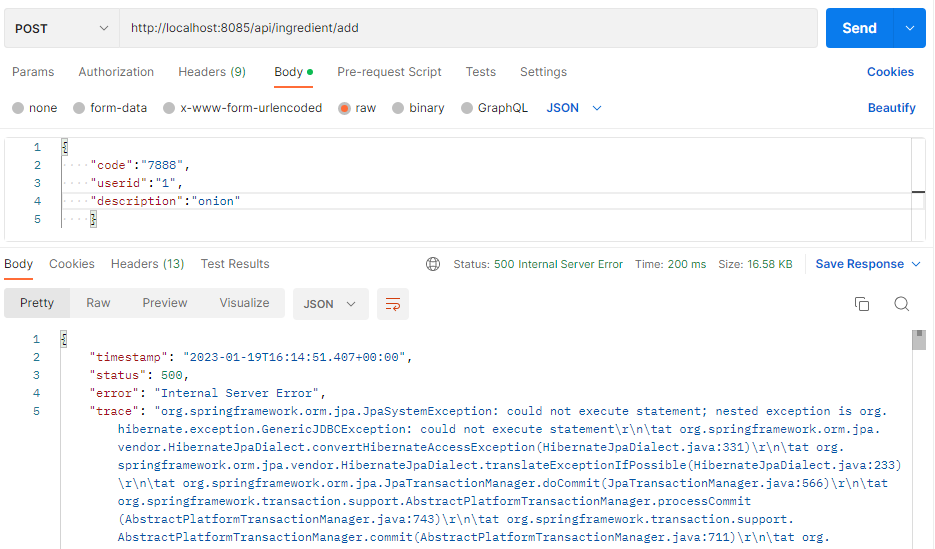 POST http://localhost:8085/api/ingredient/add Send
Params Authorization Headers (9) Body Pre-request Script Tests Settings Cookies
none form-data x-www-form-urlencoded raw binary GraphQL JSON Beautify
1 {
2 "code":"7888",
3 "userid":"1",
4 "description":"onion"
5 }
Body Cookies Headers (13) Test Results Status: 500 Internal Server Error Time: 200 ms Size: 16.58 KB Save Response
Pretty Raw Preview Visualize JSON
1 {
2 "timestamp": "2023-01-19T16:14:51.407+00:00",
3 "status": 500,
4 "error": "Internal Server Error",
5 "trace": "org.springframework.orm.jpa.JpaSystemException: could not execute statement; nested exception is org.
hibernate.exception.GenericJDBCException: could not execute statement\r\n\tat org.springframework.orm.jpa.
vendor.HibernateJpaDialect.convertHibernateAccessException(HibernateJpaDialect.java:331)\r\n\tat org.
springframework.orm.jpa.vendor.HibernateJpaDialect.translateExceptionIfPossible(HibernateJpaDialect.java:233)
\r\n\tat org.springframework.orm.jpa.JpaTransactionManager.doCommit(JpaTransactionManager.java:566)\r\n\tat
org.springframework.transaction.support.AbstractPlatformTransactionManager.processCommit
(AbstractPlatformTransactionManager.java:743)\r\n\tat org.springframework.transaction.support.
AbstractPlatformTransactionManager.commit(AbstractPlatformTransactionManager.java:711)\r\n\tat org.